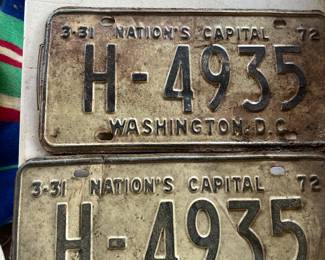 3-31 NATION'S CAPITAL 72
H-4935
WASHINGTON, D.C.
3-31 NATION'S CAPITAL 72
H-4935